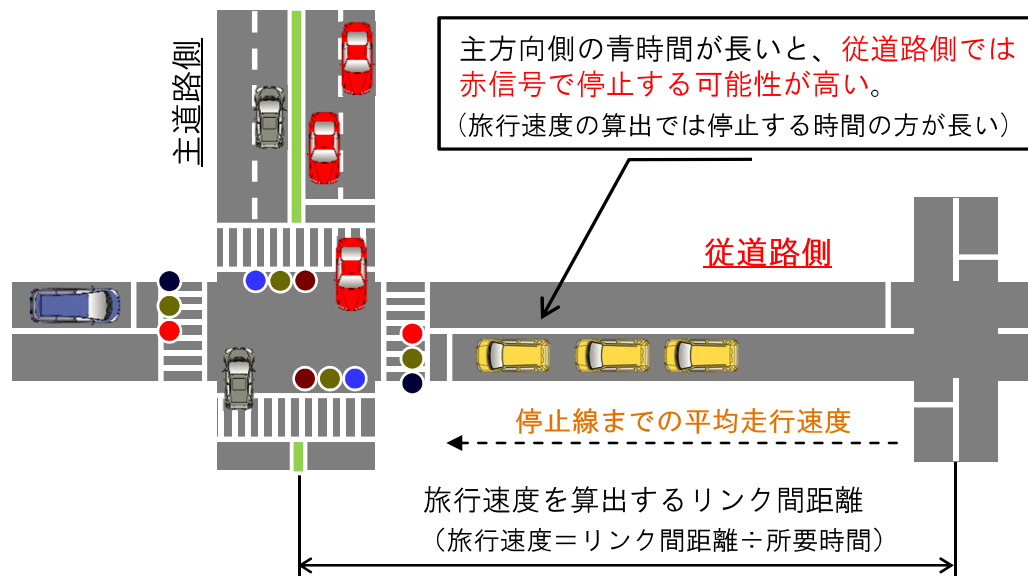 主道路側
主方向側の青時間が長いと、従道路側では
赤信号で停止する可能性が高い。
（旅行速度の算出では停止する時間の方が長い）
従道路側
停止線までの平均走行速度
旅行速度を算出するリンク間距離
（旅行速度＝リンク間距離÷所要時間）